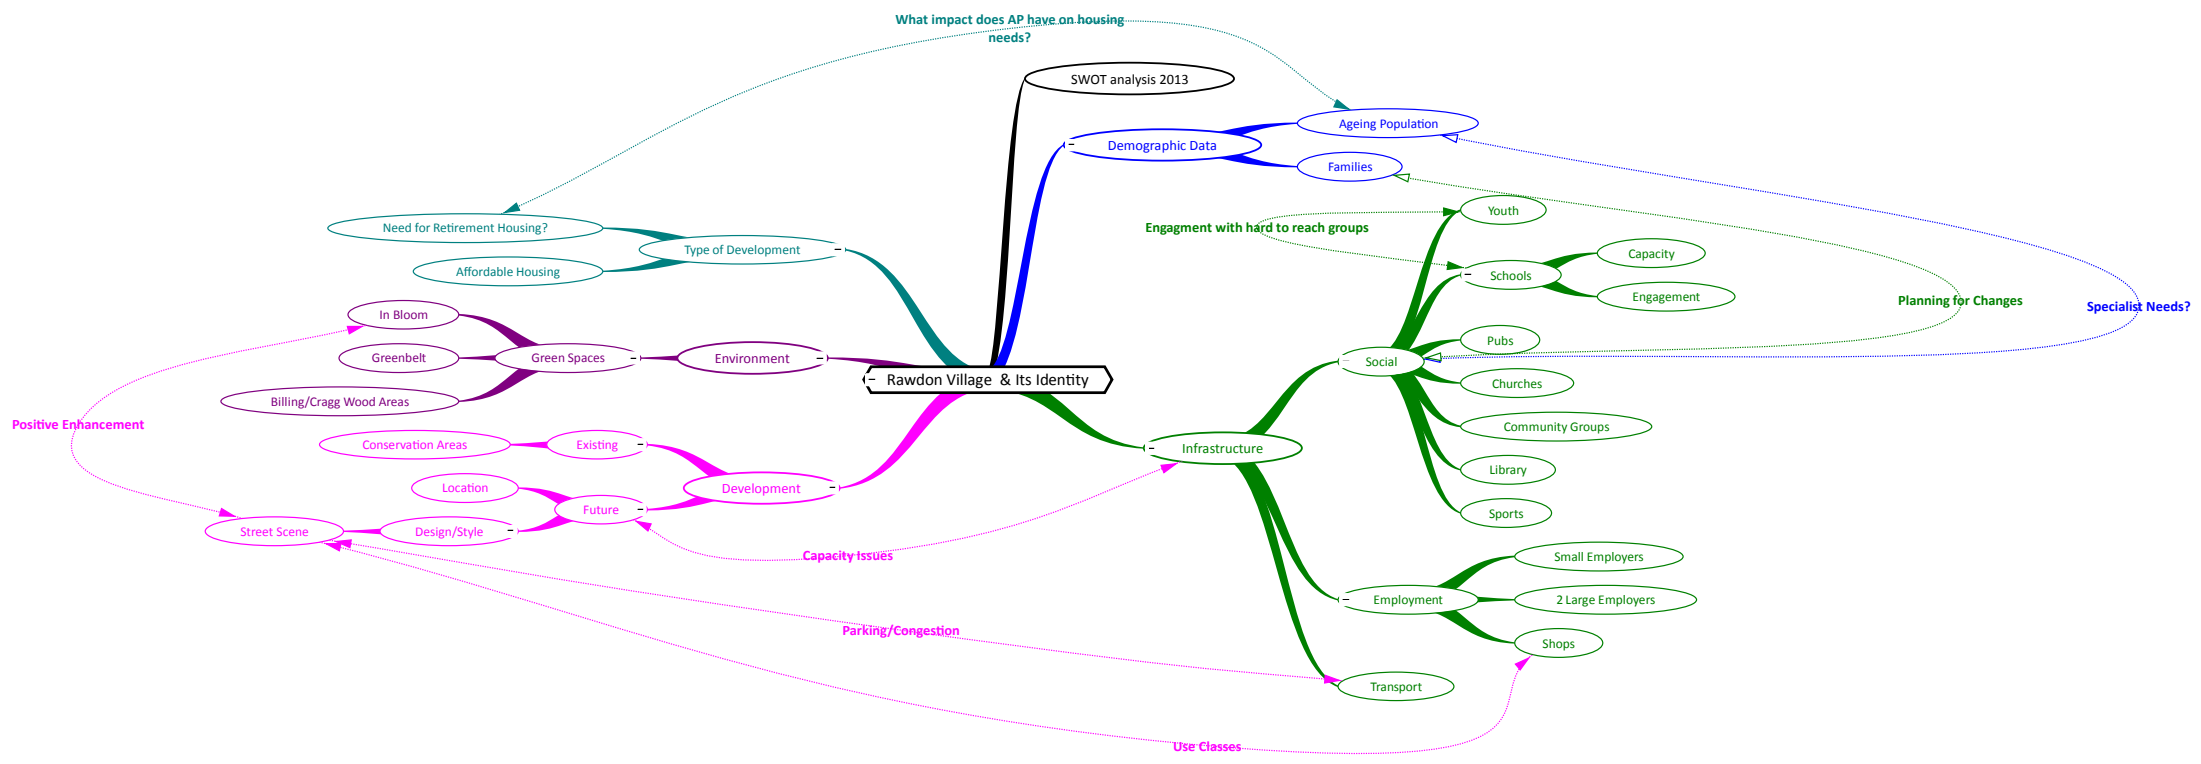 What impact does AP have on housing
needs?
SWOT analysis 2013
Ageing Population
Demographic Data
Families
Youth
Need for Retirement Housing?
Engagment with hard to reach groups
Type of Development
Capacity
Affordable Housing
Schools
Engagement
Planning for Changes
Specialist Needs?
In Bloom
Pubs
Greenbelt
Green Spaces
Environment
Social
Rawdon Village & Its Identity
Churches
Billing/Cragg Wood Areas
Positive Enhancement
Community Groups
Conservation Areas
Existing
Infrastructure
Library
Location
Development
Future
Sports
Street Scene
Design/Style
Capacity Issues
Small Employers
Employment
2 Large Employers
Parking/Congestion
Shops
Transport
Use Classes